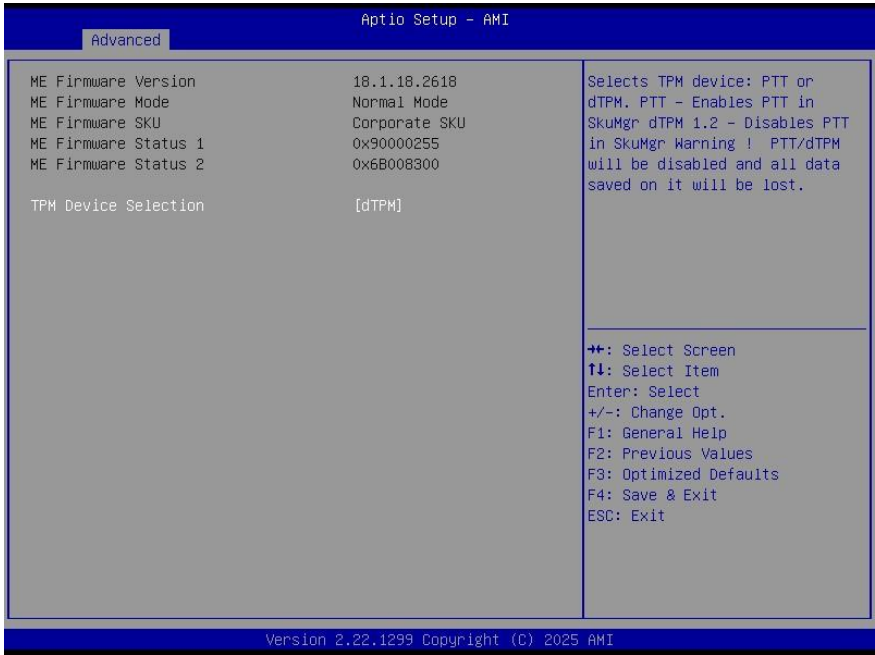 Aptio Setup – AMI
Advanced
ME Firmware Version 18.1.18.2618
ME Firmware Mode Normal Mode
ME Firmware SKU Corporate SKU
ME Firmware Status 1 0x90000255
ME Firmware Status 2 0x6B008300
TPM Device Selection [dTPM]
Selects TPM device: PTT or
dTPM. PTT – Enables PTT in
SkuMgr dTPM 1.2 – Disables PTT
in SkuMgr Warning ! PTT/dTPM
will be disabled and all data
saved on it will be lost.
→←: Select Screen
↑↓: Select Item
Enter: Select
+/-: Change Opt.
F1: General Help
F2: Previous Values
F3: Optimized Defaults
F4: Save & Exit
ESC: Exit
Version 2.22.1299 Copyright (C) 2025 AMI